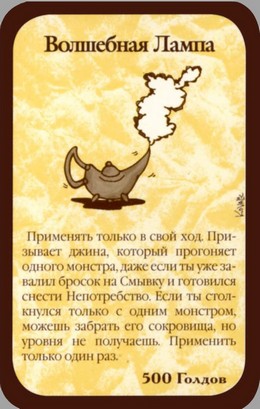 Волшебная Лампа
Применять только в свой ход. При-
зывает джина, который прогоняет
одного монстра, даже если ты уже за-
валил бросок на Смывку и готовился
снести Непотребство. Если ты стол-
кнулся только с одним монстром,
можешь забрать его сокровища, но
уровня не получаешь. Применить
только один раз.
500 Голдов